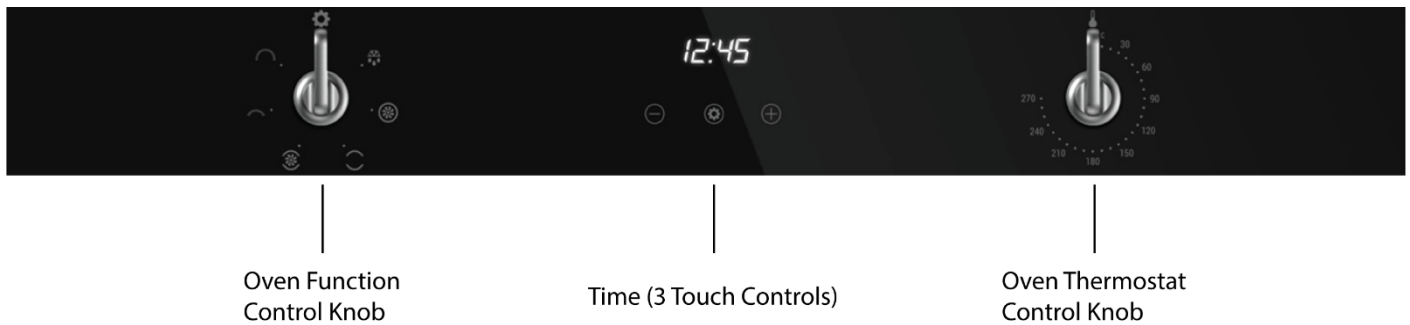 12:45
°C
30
60
90
120
150
180
210
240
270
Oven Function
Control Knob
Time (3 Touch Controls)
Oven Thermostat
Control Knob